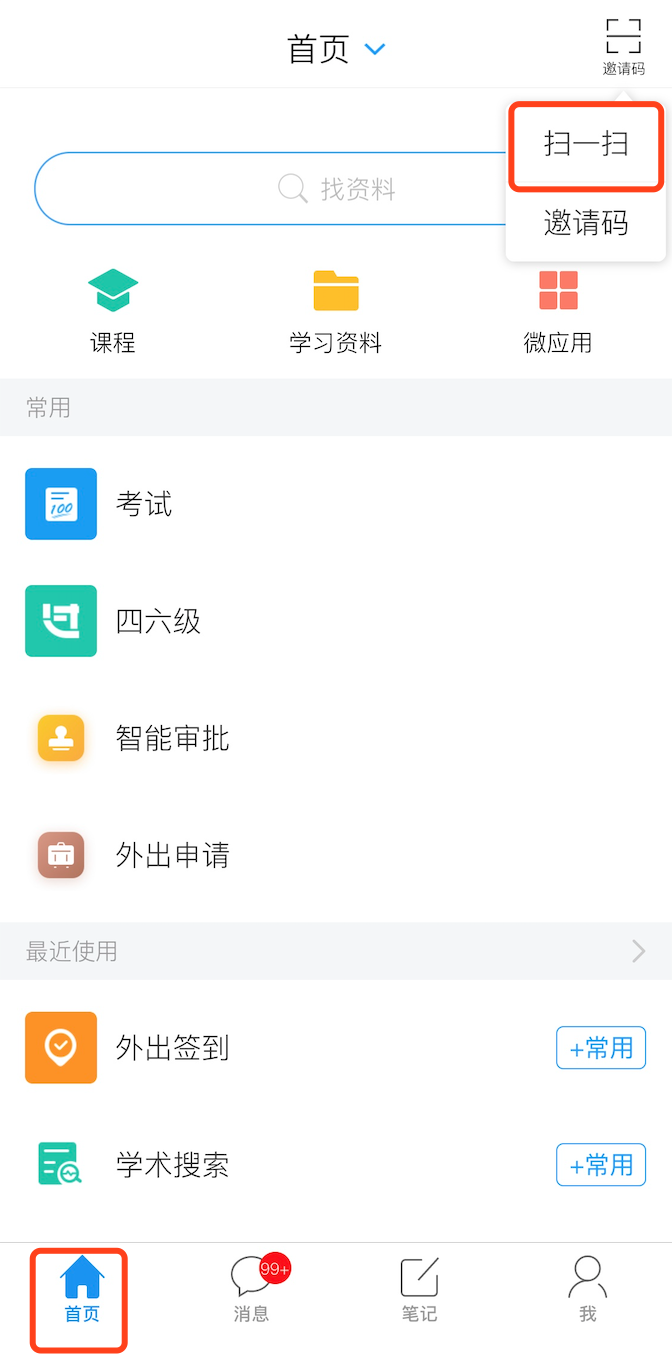 首页
邀请码
扫一扫
找资料
邀请码
课程
学习资料
微应用
常用
100
考试
四六级
智能审批
外出申请
最近使用
外出签到
+常用
学术搜索
+常用
99+
首页
消息
笔记
我